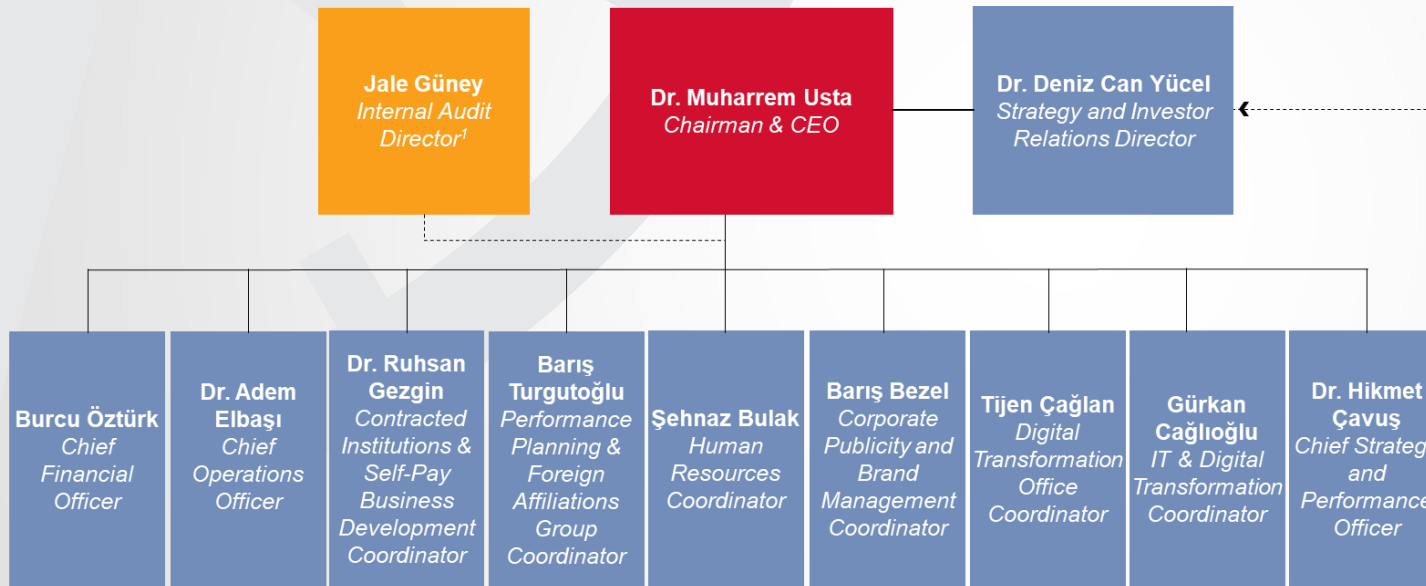 Jale Güney
Internal Audit
Director¹
Dr. Muharrem Usta
Chairman & CEO
Dr. Deniz Can Yücel
Strategy and Investor
Relations Director
Burcu Öztürk
Chief
Financial
Officer
Dr. Adem
Elbaşı
Chief
Operations
Officer
Dr. Ruhsan
Gezgin
Contracted
Institutions &
Self-Pay
Business
Development
Coordinator
Barış
Turgutoğlu
Performance
Planning &
Foreign
Affiliations
Group
Coordinator
Şehnaz Bulak
Human
Resources
Coordinator
Barış Bezel
Corporate
Publicity and
Brand
Management
Coordinator
Tijen Çağlan
Digital
Transformation
Office
Coordinator
Gürkan
Cağlıoğlu
IT & Digital
Transformation
Coordinator
Dr. Hikmet
Çavuş
Chief Strateg
and
Performance
Officer